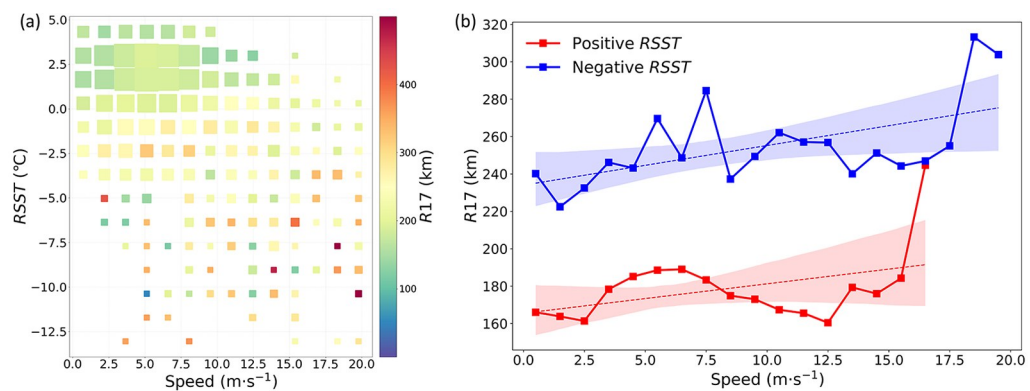 (a)
5.0
2.5
0.0
−2.5
−5.0
−7.5
−10.0
−12.5
RSST (°C)
0.0 2.5 5.0 7.5 10.0 12.5 15.0 17.5 20.0
Speed (m·s⁻¹)
400
300
200
100
R17 (km)
(b)
320
300
280
260
240
220
200
180
160
R17 (km)
Positive RSST
Negative RSST
0.0 2.5 5.0 7.5 10.0 12.5 15.0 17.5 20.0
Speed (m·s⁻¹)